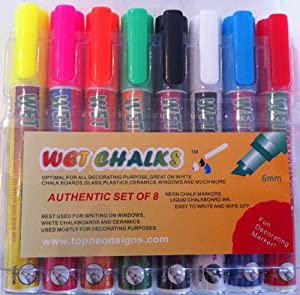 WET CHALKS™
OPTIMAL FOR ALL DECORATING PURPOSE, GREAT ON WHITE
CHALK BOARDS, GLASS, PLASTICS, CERAMICS, WINDOWS AND MUCH MORE
6mm
AUTHENTIC SET OF 8
NEON CHALK MARKERS,
LIQUID CHALKBOARD INK,
EASY TO WRITE AND WIPE OFF.
BEST USED FOR WRITING ON WINDOWS,
WHITE CHALKBOARDS AND CERAMICS.
USED MOSTLY FOR DECORATING PURPOSES.
Fun
Decorating
Marker!
www.topneonsigns.com